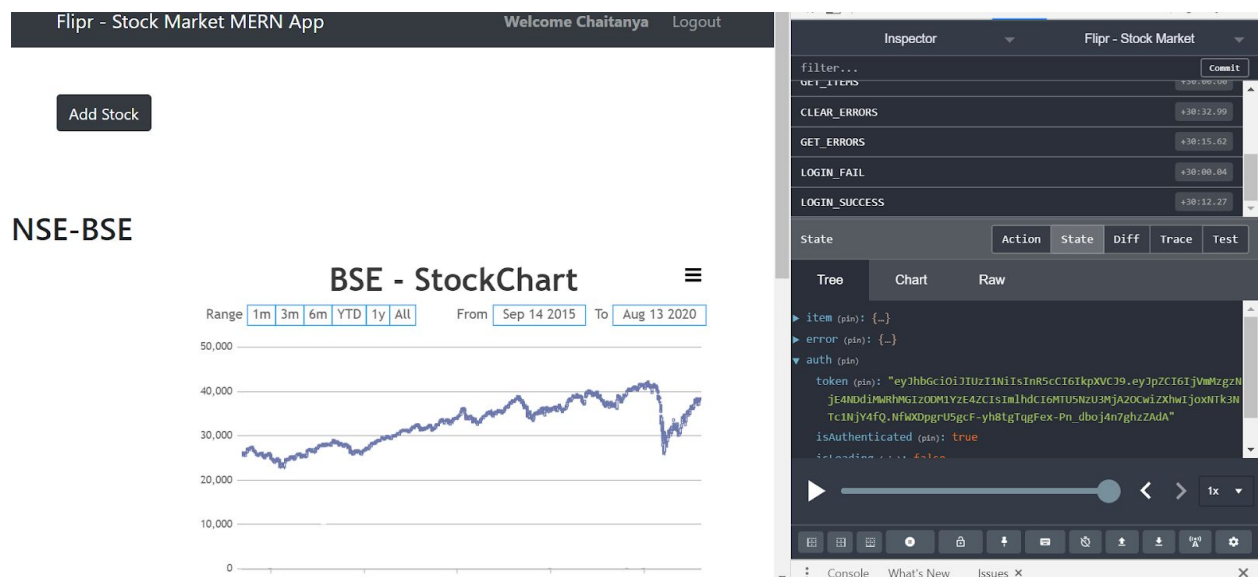 Flipr - Stock Market MERN App
Welcome Chaitanya Logout
Add Stock
NSE-BSE
BSE - StockChart
Range 1m 3m 6m YTD 1y All From Sep 14 2015 To Aug 13 2020
50,000
40,000
30,000
20,000
10,000
0
Inspector Flipr - Stock Market
filter... Commit
GET_ITEMS
CLEAR_ERRORS +30:32.99
GET_ERRORS +30:15.62
LOGIN_FAIL +30:00.04
LOGIN_SUCCESS +30:12.27
State Action State Diff Trace Test
Tree Chart Raw
item (pin): {…}
error (pin): {…}
auth (pin)
token (pin): "eyJhbGciOiJIUzI1NiIsInR5cCI6IkpXVCJ9.eyJpZCI6IjVmMzgzN
jE4NDdiMWRhMGIzODM1YzE4ZCIsImlhdCI6MTU5NzU3MjA2OCwiZXhwIjoxNTk3N
Tc1NjY4fQ.NfWXDpgrU5gcF-yh8tgTqgFex-Pn_dboj4n7ghzZAdA"
isAuthenticated (pin): true
isLoading (pin): false
1x
Console What's New Issues ×